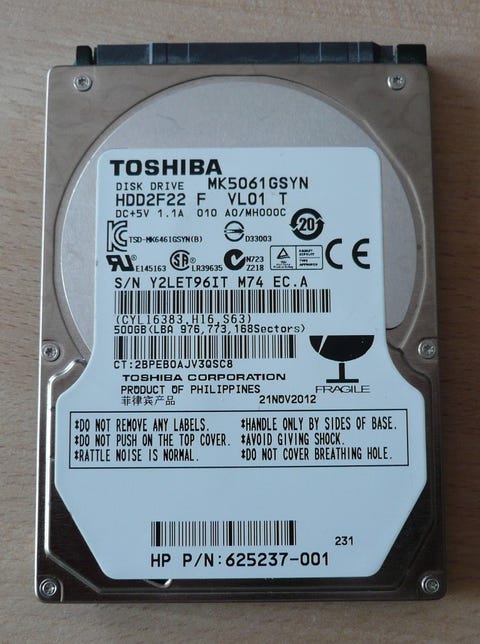 TOSHIBA
DISK DRIVE MK5061GSYN
HDD2F22 F VL01 T
DC+5V 1.1A 010 A0/MH000C
20
TSD-MK6461GSYN(B) D33003
E145163 LR39635 N723
Z218
CE
S/N Y2LET96IT M74 EC.A
(CYL16383,H16,S63)
500GB(LBA 976,773,168Sectors)
CT:2BPEB0AJV3QSC8
TOSHIBA CORPORATION
PRODUCT OF PHILIPPINES
FRAGILE
菲律宾产品 21NOV2012
*DO NOT REMOVE ANY LABELS. *HANDLE ONLY BY SIDES OF BASE.
*DO NOT PUSH ON THE TOP COVER. *AVOID GIVING SHOCK.
*RATTLE NOISE IS NORMAL. *DO NOT COVER BREATHING HOLE.
231
HP P/N:625237-001